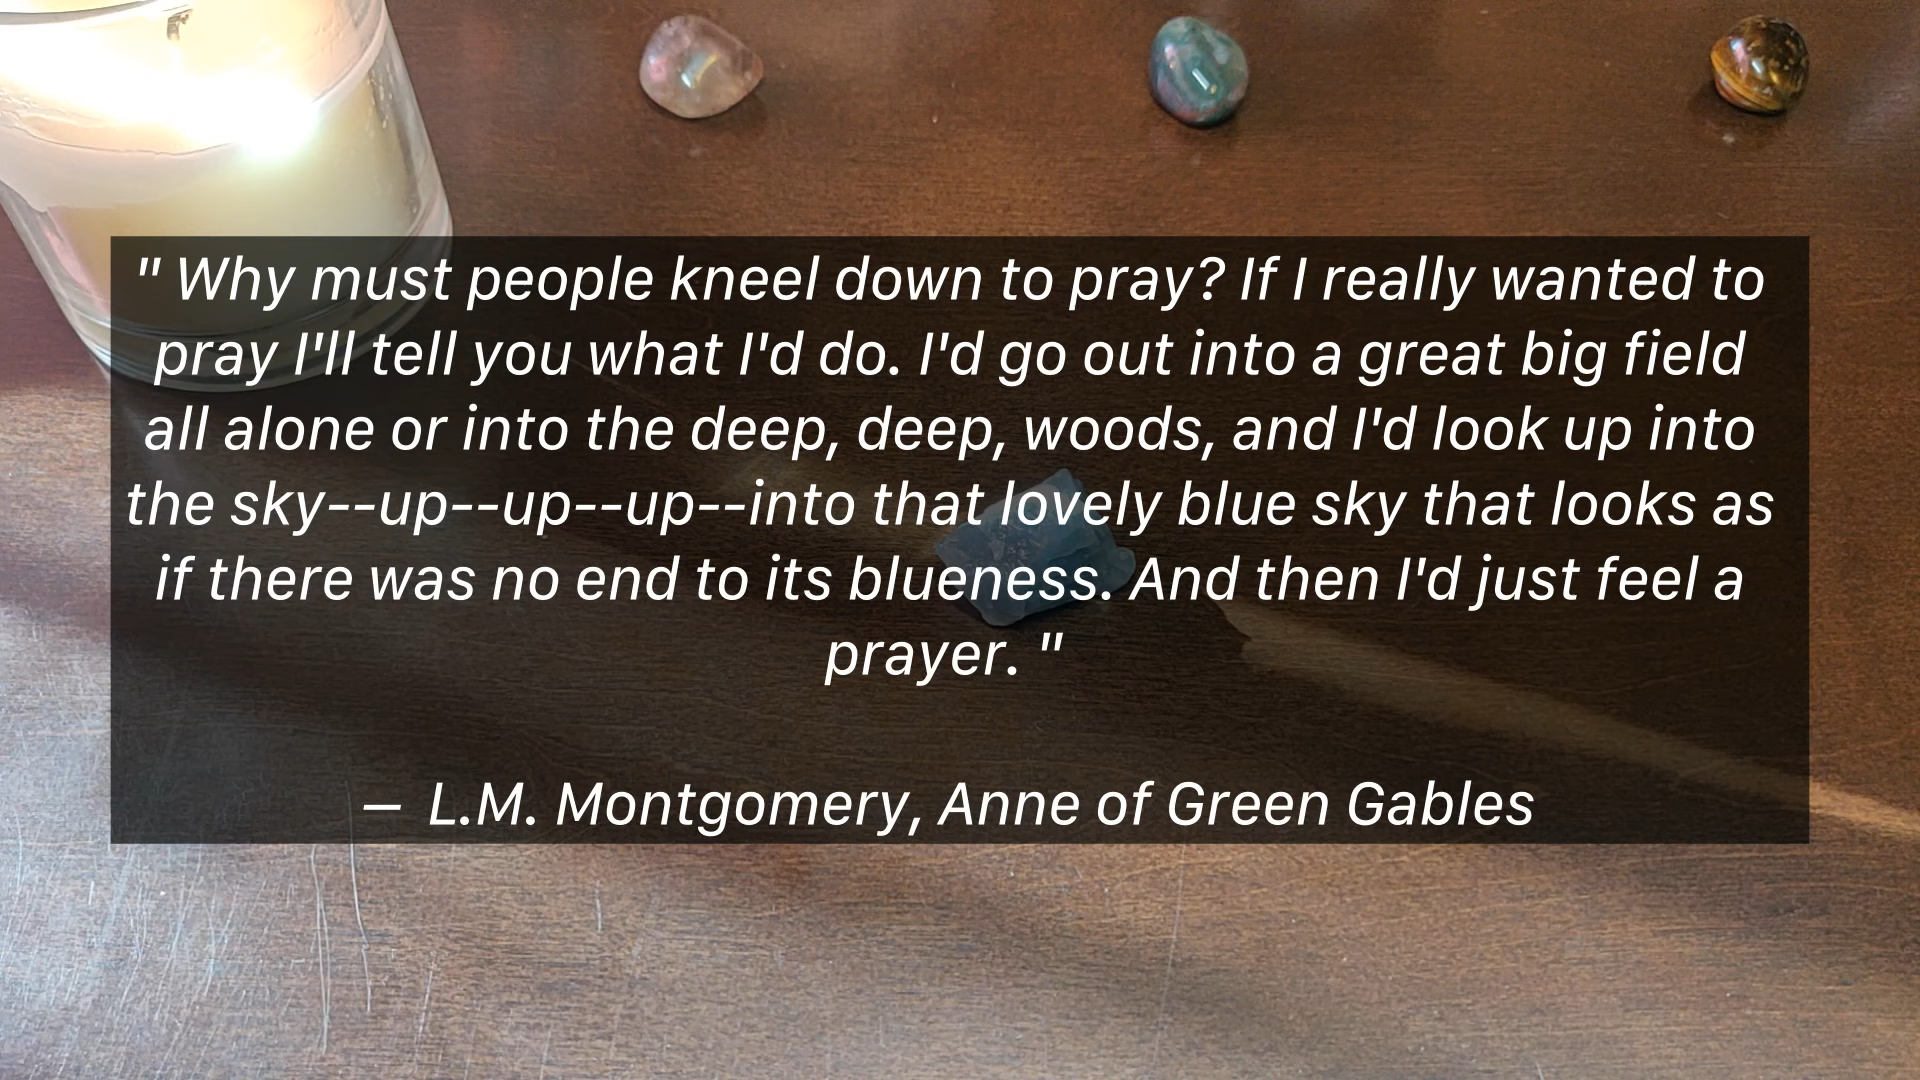 " Why must people kneel down to pray? If I really wanted to
pray I'll tell you what I'd do. I'd go out into a great big field
all alone or into the deep, deep, woods, and I'd look up into
the sky--up--up--up--into that lovely blue sky that looks as
if there was no end to its blueness. And then I'd just feel a
prayer. "
— L.M. Montgomery, Anne of Green Gables